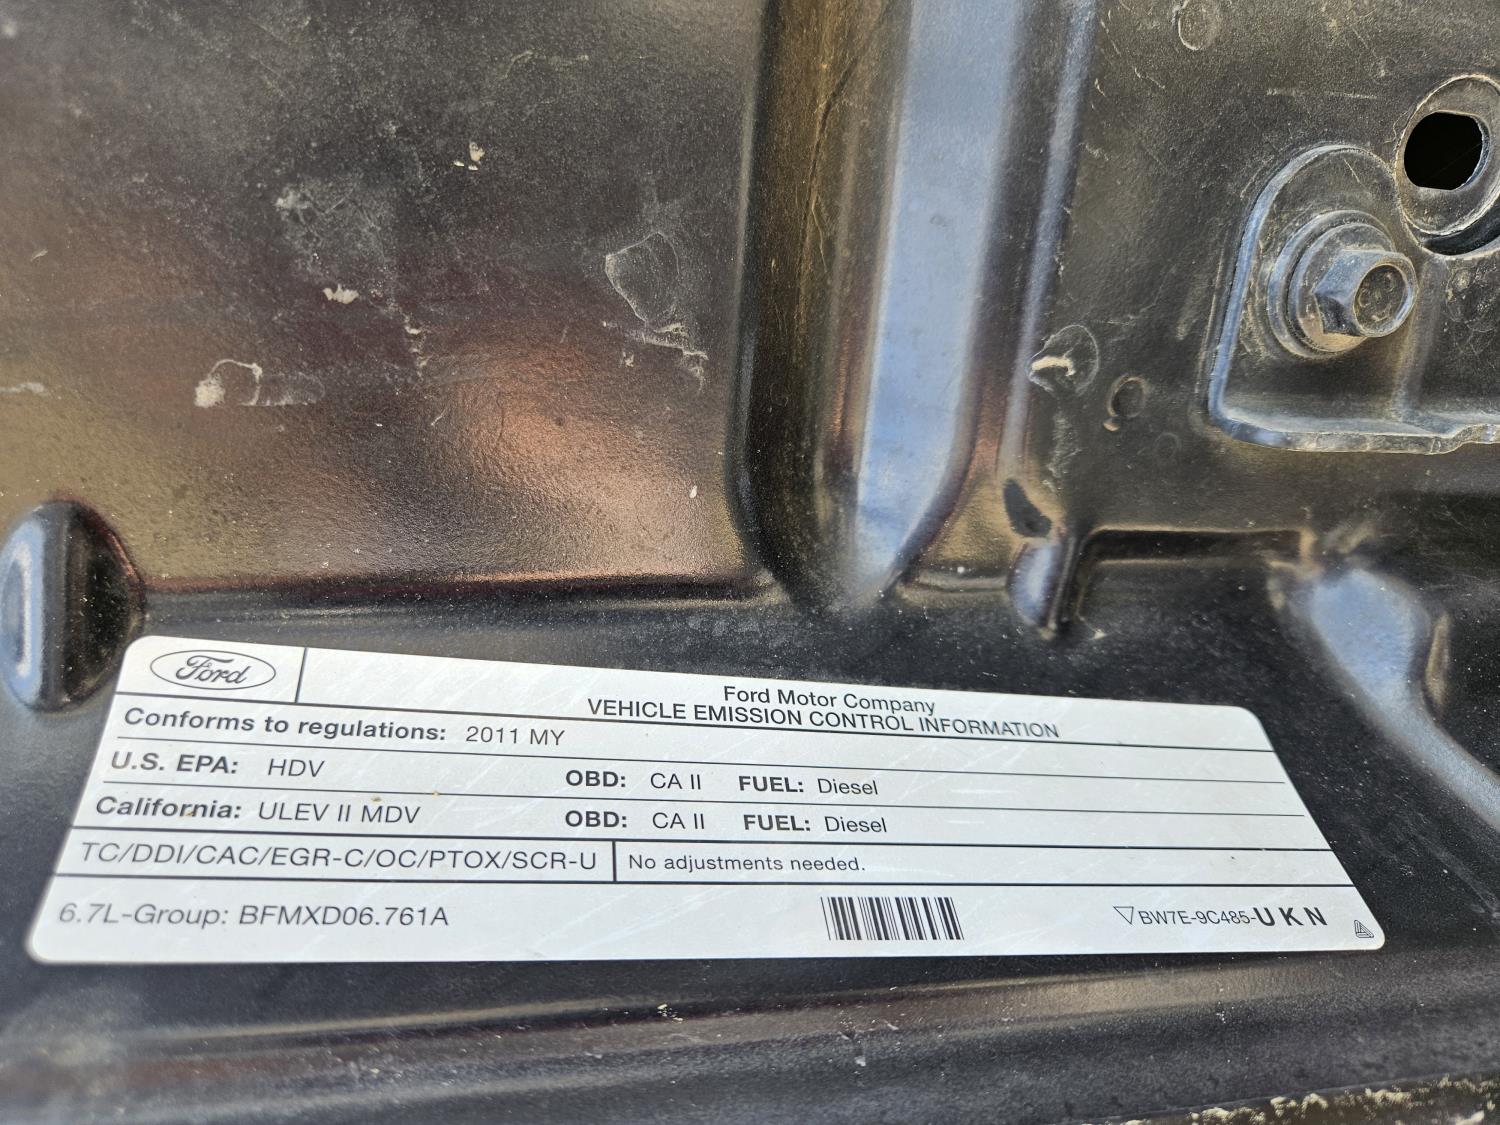 Ford
Ford Motor Company
VEHICLE EMISSION CONTROL INFORMATION
Conforms to regulations: 2011 MY
U.S. EPA: HDV OBD: CA II FUEL: Diesel
California: ULEV II MDV OBD: CA II FUEL: Diesel
TC/DDI/CAC/EGR-C/OC/PTOX/SCR-U No adjustments needed.
6.7L-Group: BFMXD06.761A BW7E-9C485-UKN